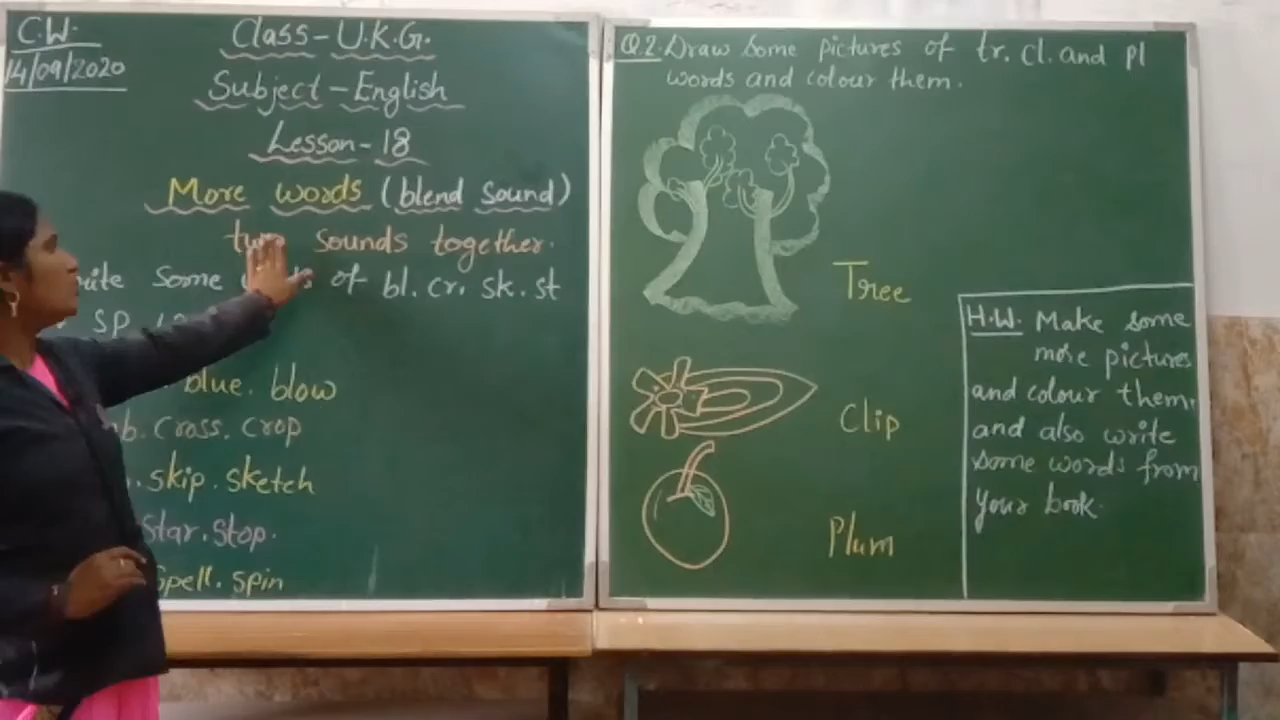 C.W.
14/09/2020
Class-U.K.G.
Subject-English
Lesson-18
More words (blend sound)
two sounds together.
Some of bl. cr. sk. st
sp
blue. blow
Cross. crop
skip. sketch
Star. stop.
Spell. spin
Q.2. Draw some pictures of tr. cl. and pl
words and colour them.
Tree
Clip
Plum
H.W. Make some
more pictures
and colour them.
and also write
some words from
your book.